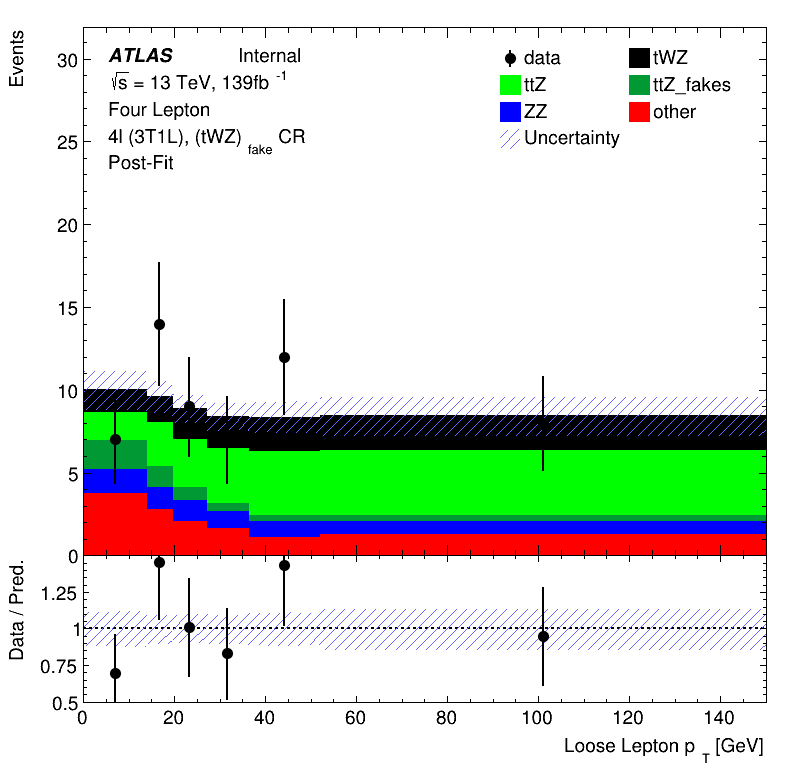 Events
30
25
20
15
10
5
0
ATLAS Internal
√s = 13 TeV, 139fb -1
Four Lepton
4l (3T1L), (tWZ) fake CR
Post-Fit
data tWZ
ttZ ttZ_fakes
ZZ other
Uncertainty
Data / Pred.
1.25
1
0.75
0.5
0 20 40 60 80 100 120 140
Loose Lepton p T [GeV]